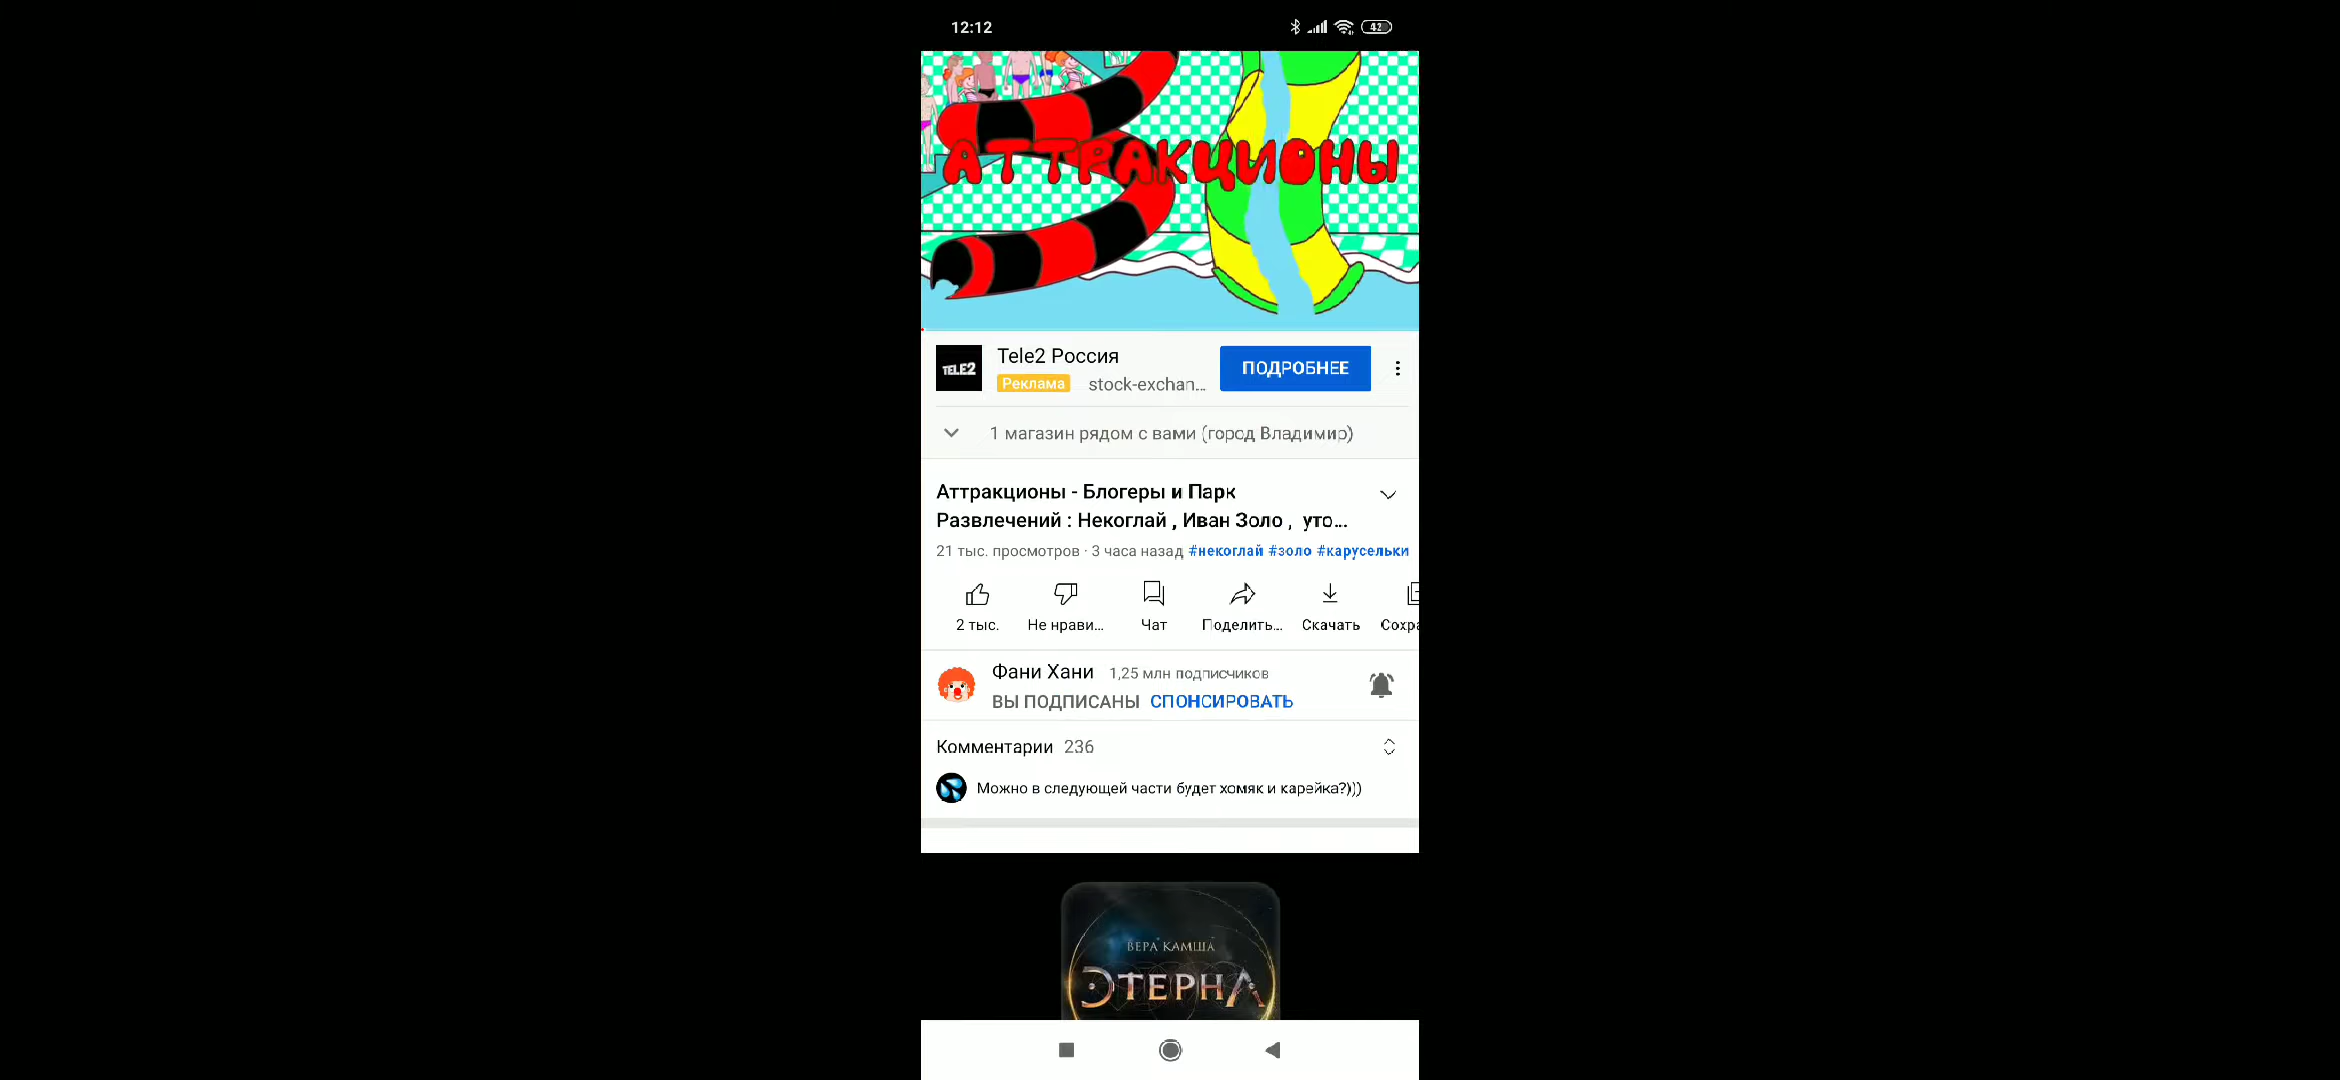 12:12
42
АТТРАКЦИОНЫ
TELE2
Tele2 Россия
Реклама stock-exchan...
ПОДРОБНЕЕ
1 магазин рядом с вами (город Владимир)
Аттракционы - Блогеры и Парк
Развлечений : Некоглай , Иван Золо , уто...
21 тыс. просмотров · 3 часа назад #некоглай #золо #карусельки
2 тыс. Не нрави... Чат Поделить... Скачать Сохра
Фани Хани 1,25 млн подписчиков
ВЫ ПОДПИСАНЫ СПОНСИРОВАТЬ
Комментарии 236
Можно в следующей части будет хомяк и карейка?)))
ВЕРА КАМША
ЭТЕРНА